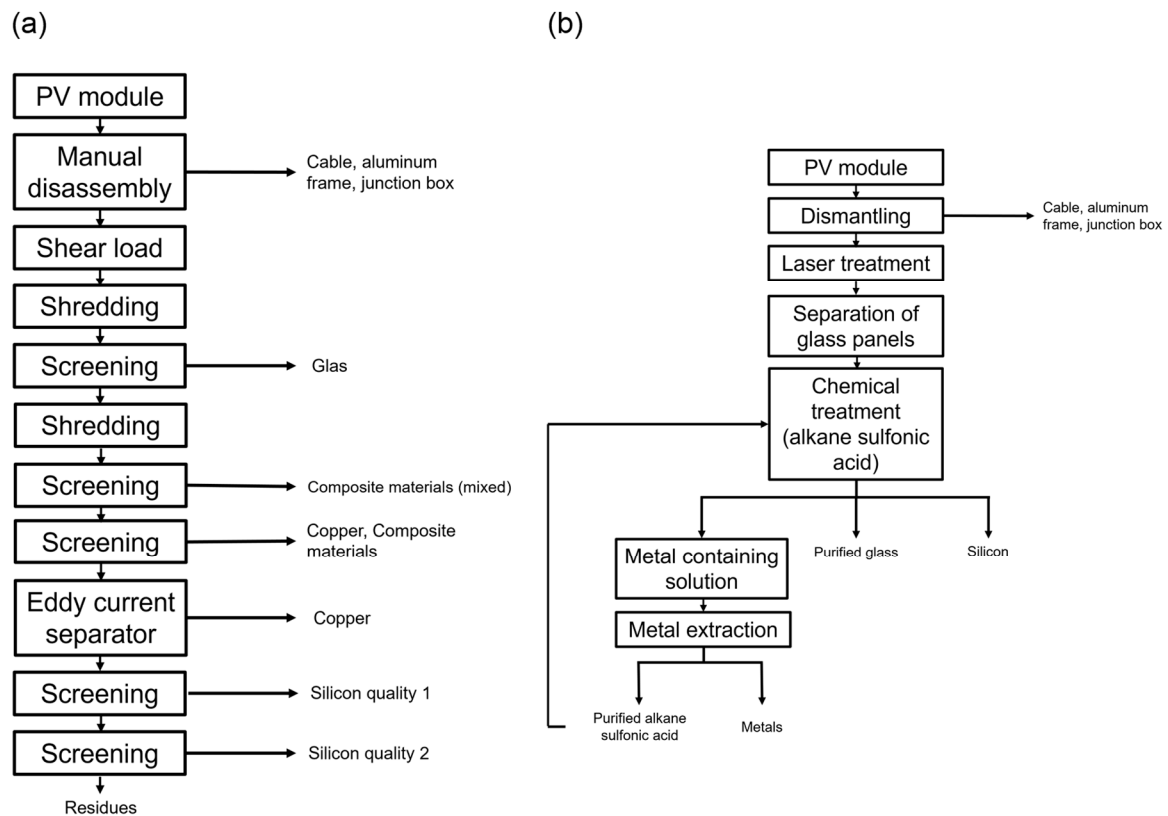 (a)
PV module
Manual
disassembly
Cable, aluminum
frame, junction box
Shear load
Shredding
Screening
Glas
Shredding
Screening
Composite materials (mixed)
Screening
Copper, Composite
materials
Eddy current
separator
Copper
Screening
Silicon quality 1
Screening
Silicon quality 2
Residues
(b)
PV module
Dismantling
Cable, aluminum
frame, junction box
Laser treatment
Separation of
glass panels
Chemical
treatment
(alkane sulfonic
acid)
Metal containing
solution
Purified glass
Silicon
Metal extraction
Purified alkane
sulfonic acid
Metals